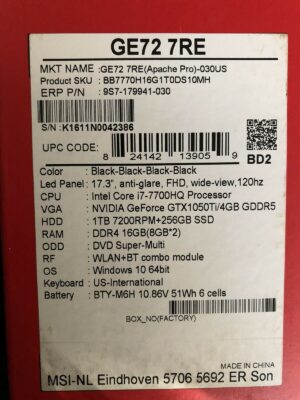 GE72 7RE
MKT NAME :GE72 7RE(Apache Pro)-030US
Product SKU : BB7770H16G1T0DS10MH
ERP P/N : 9S7-179941-030
S/N: K1611N0042386
UPC CODE:
8 24142 13905 9
BD2
Color : Black-Black-Black-Black
Led Panel : 17.3", anti-glare, FHD, wide-view,120hz
CPU : Intel Core i7-7700HQ Processor
VGA : NVIDIA GeForce GTX1050Ti/4GB GDDR5
HDD : 1TB 7200RPM+256GB SSD
RAM : DDR4 16GB(8GB*2)
ODD : DVD Super-Multi
RF : WLAN+BT combo module
OS : Windows 10 64bit
Keyboard : US-International
Battery : BTY-M6H 10.86V 51Wh 6 cells
BOX_NO(FACTORY)
MADE IN CHINA
MSI-NL Eindhoven 5706 5692 ER Son